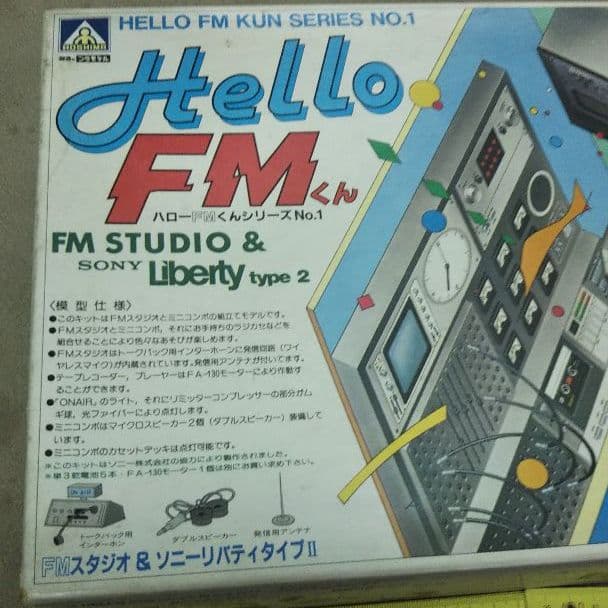 AOSHIMA
HELLO FM KUN SERIES NO.1
Hello
FMくん
ハローFMくんシリーズNo.1
FM STUDIO &
SONY Liberty type 2
〈模型仕様〉
●このキットはFMスタジオとミニコンポの組立てモデルです。
●FMスタジオとミニコンポ、それにお手持ちのラジカセなどを
組合せることにより色々なあそびが楽しめます。
●FMスタジオはトークバック用インターホーンに発信回路(ワイ
ヤレスマイク)が内蔵されています。発信用アンテナが付いてます。
●テープレコーダー、プレーヤーはFA-130モーターにより作動す
ることができます。
●「ONAIR」のライト、それにリミッターコンプレッサーの部分がム
ギ球、光ファイバーにより点灯します。
●ミニコンポはマイクロスピーカー2個(ダブルスピーカー)装備して
います。
●ミニコンポのカセットデッキは点灯可能です。
※このキットはソニー株式会社の協力により製作されました。
※単3乾電池5本・FA-130モーター1個は別にお買い求め下さい。
ON AIR
トークバック用
インターホン
ダブルスピーカー
発信用アンテナ
FMスタジオ&ソニーリバティタイプⅡ